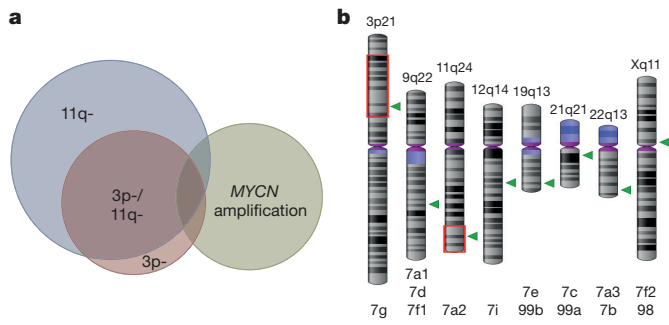 a
11q-
3p-/
11q-
3p-
MYCN
amplification
b
3p21
9q22
11q24
12q14
19q13
21q21
22q13
Xq11
7g
7a1
7d
7f1
7a2
7i
7e
99b
7c
99a
7a3
7b
7f2
98